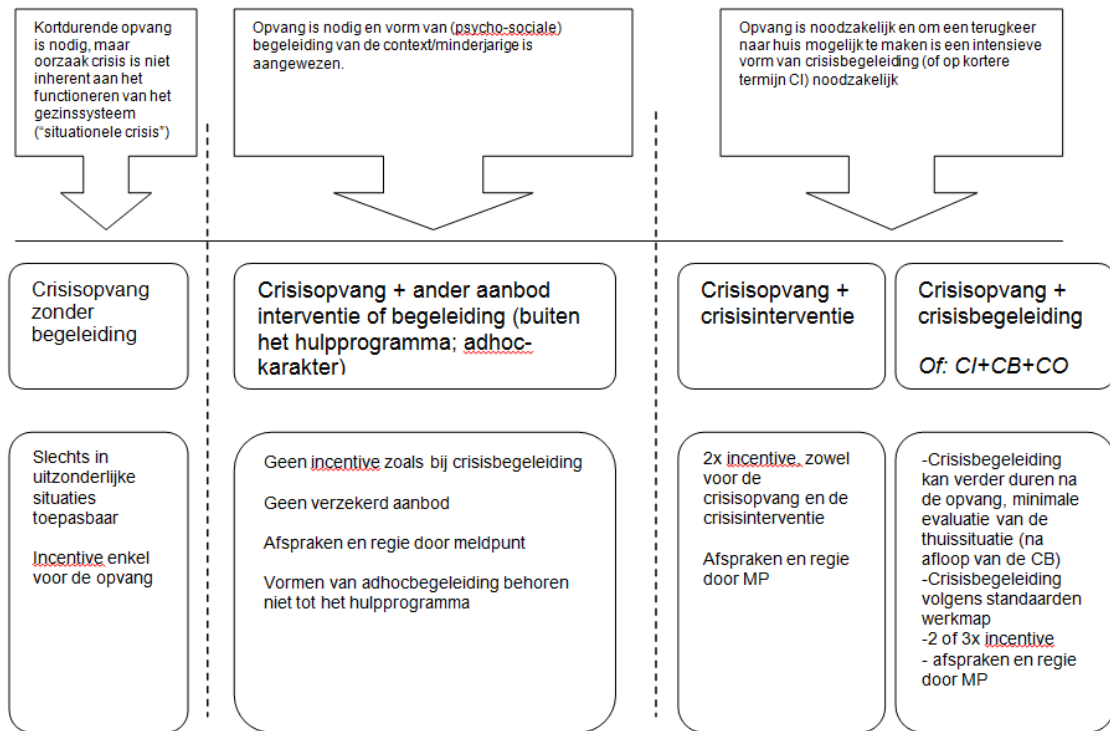 Kortdurende opvang
is nodig, maar
oorzaak crisis is niet
inherent aan het
functioneren van het
gezinssysteem
("situationele crisis")
Opvang is nodig en vorm van (psycho-sociale)
begeleiding van de context/minderjarige is
aangewezen.
Opvang is noodzakelijk en om een terugkeer
naar huis mogelijk te maken is een intensieve
vorm van crisisbegeleiding (of op kortere
termijn CI) noodzakelijk
Crisisopvang
zonder
begeleiding
Crisisopvang + ander aanbod
interventie of begeleiding (buiten
het hulpprogramma; adhoc-
karakter)
Crisisopvang +
crisisinterventie
Crisisopvang +
crisisbegeleiding
Of: CI+CB+CO
Slechts in
uitzonderlijke
situaties
toepasbaar
Incentive enkel
voor de opvang
Geen incentive zoals bij crisisbegeleiding
Geen verzekerd aanbod
Afspraken en regie door meldpunt
Vormen van adhocbegeleiding behoren
niet tot het hulpprogramma
2x incentive, zowel
voor de
crisisopvang en de
crisisinterventie
Afspraken en regie
door MP
-Crisisbegeleiding
kan verder duren na
de opvang, minimale
evaluatie van de
thuissituatie (na
afloop van de CB)
-Crisisbegeleiding
volgens standaarden
werkmap
-2 of 3x incentive
- afspraken en regie
door MP